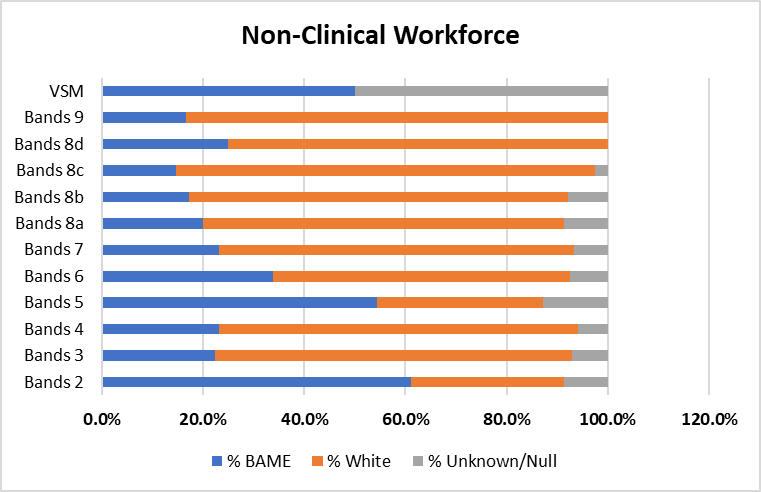 Non-Clinical Workforce
VSM
Bands 9
Bands 8d
Bands 8c
Bands 8b
Bands 8a
Bands 7
Bands 6
Bands 5
Bands 4
Bands 3
Bands 2
0.0% 20.0% 40.0% 60.0% 80.0% 100.0% 120.0%
% BAME % White % Unknown/Null